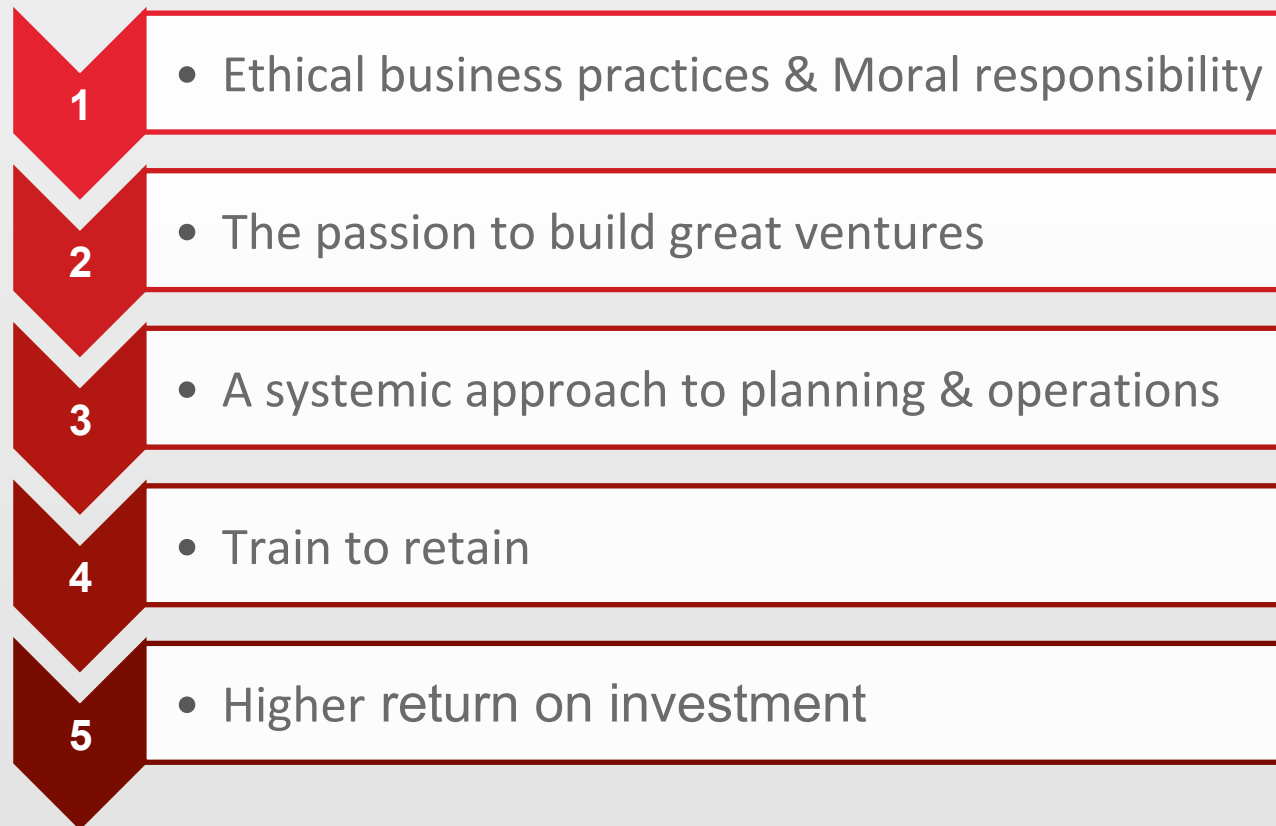 1
• Ethical business practices & Moral responsibility
2
• The passion to build great ventures
3
• A systemic approach to planning & operations
4
• Train to retain
5
• Higher return on investment